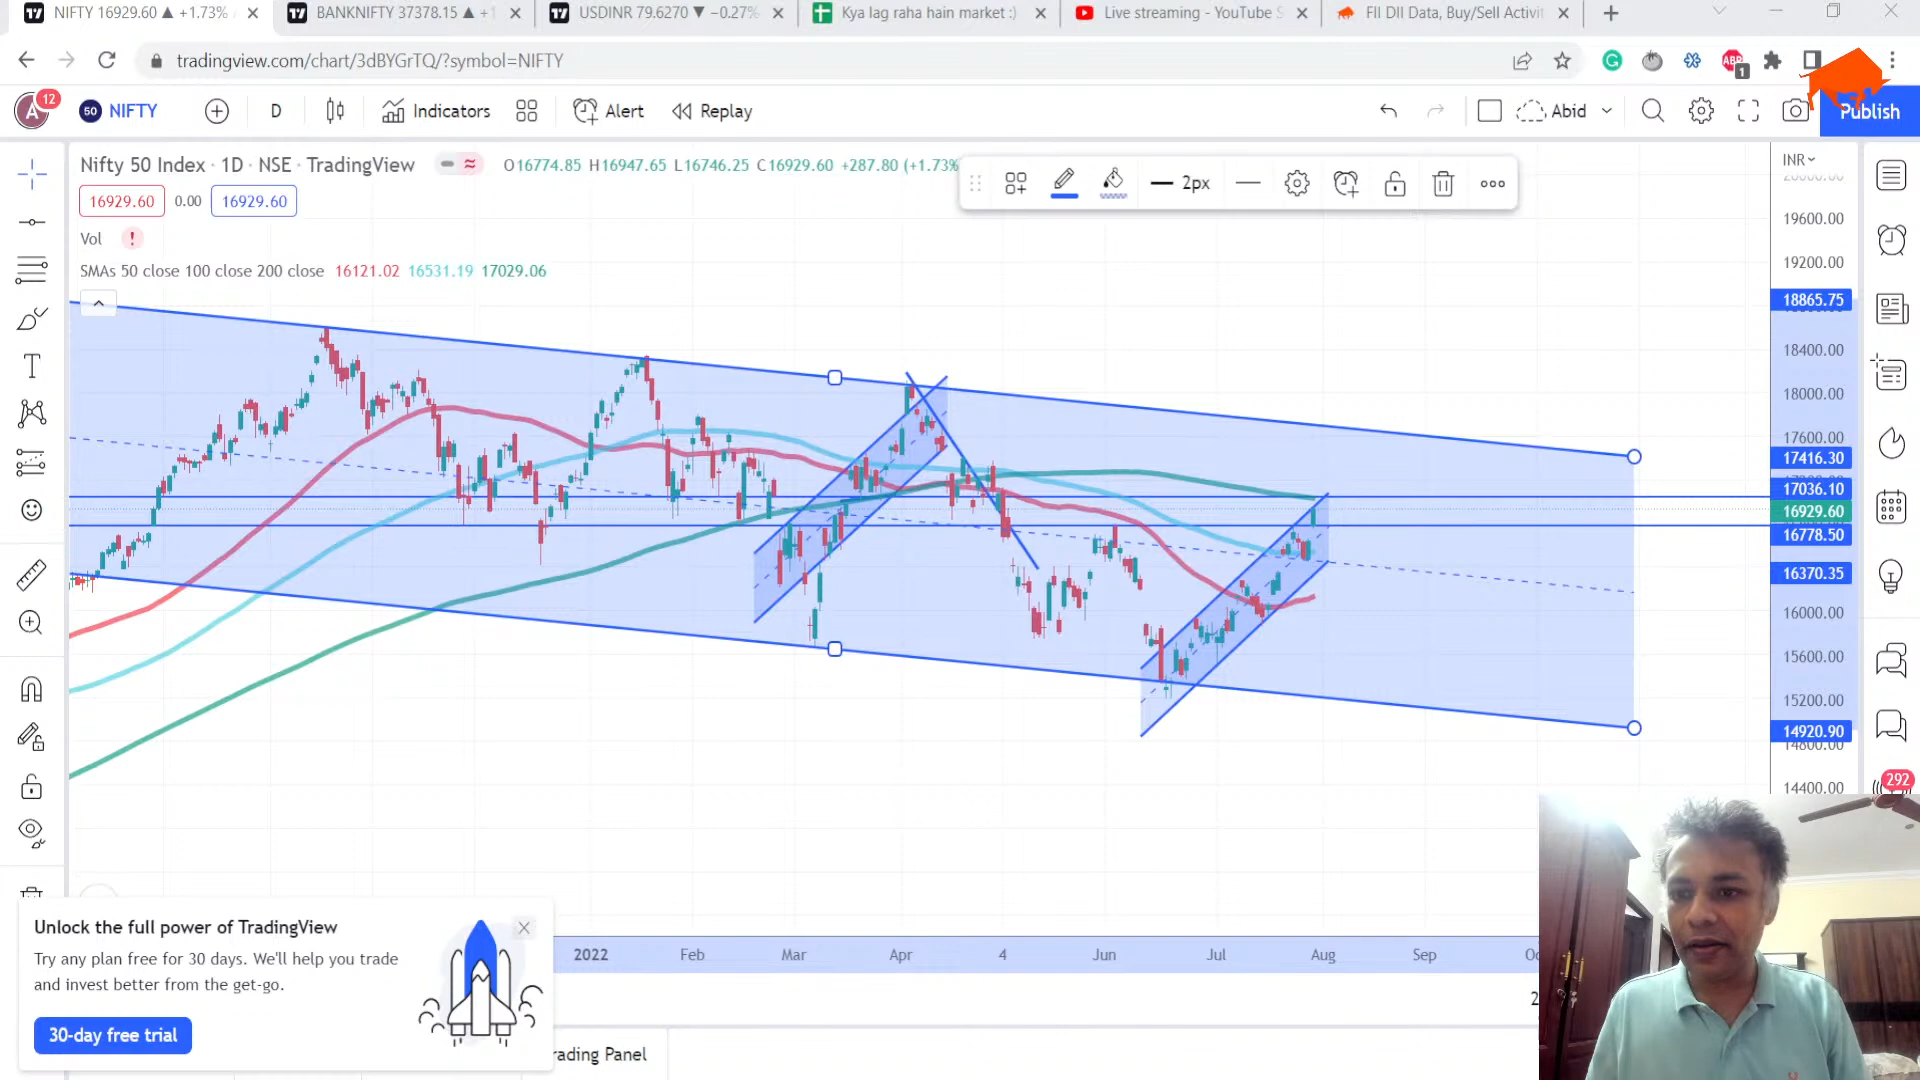 NIFTY 16929.60 ▲ +1.73%
BANKNIFTY 37378.15 ▲ +1
USDINR 79.6270 ▼ −0.27%
Kya lag raha hain market :)
Live streaming - YouTube S
FII DII Data, Buy/Sell Activit
tradingview.com/chart/3dBYGrTQ/?symbol=NIFTY
ABP
1
A
12
50
NIFTY
D
Indicators
Alert
Replay
Abid
Publish
Nifty 50 Index · 1D · NSE · TradingView
O16774.85 H16947.65 L16746.25 C16929.60 +287.80 (+1.73%
2px
INR
16929.60
0.00
16929.60
Vol
!
SMAs 50 close 100 close 200 close 16121.02 16531.19 17029.06
19600.00
19200.00
18865.75
18400.00
18000.00
17600.00
17416.30
17036.10
16929.60
16778.50
16370.35
16000.00
15600.00
15200.00
14920.90
14800.00
14400.00
292
Unlock the full power of TradingView
Try any plan free for 30 days. We'll help you trade
and invest better from the get-go.
30-day free trial
2022
Feb
Mar
Apr
4
Jun
Jul
Aug
Sep
2
rading Panel